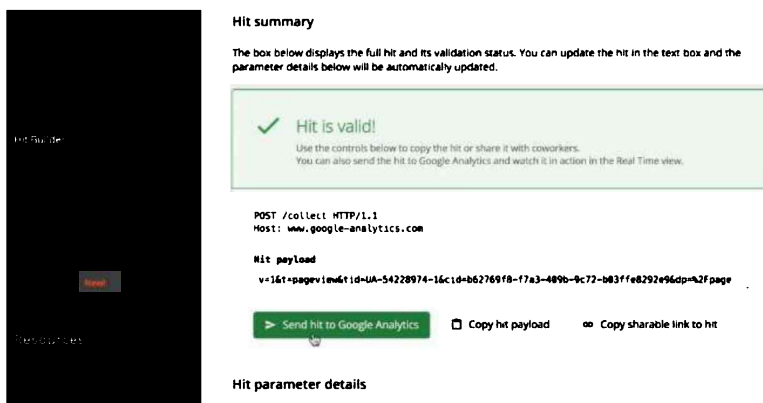 Hit summary
The box below displays the full hit and its validation status. You can update the hit in the text box and the
parameter details below will be automatically updated.
Hit is valid!
Use the controls below to copy the hit or share it with coworkers.
You can also send the hit to Google Analytics and watch it in action in the Real Time view.
Hit Builder
POST /collect HTTP/1.1
Host: www.google-analytics.com
Hit payload
v=1&t=pageview&tid=UA-54228974-1&cid=b62769f8-f7a3-489b-9c72-b03ffe8292e9&dp=%2Fpage
New!
Send hit to Google Analytics
Copy hit payload
Copy sharable link to hit
Resources
Hit parameter details